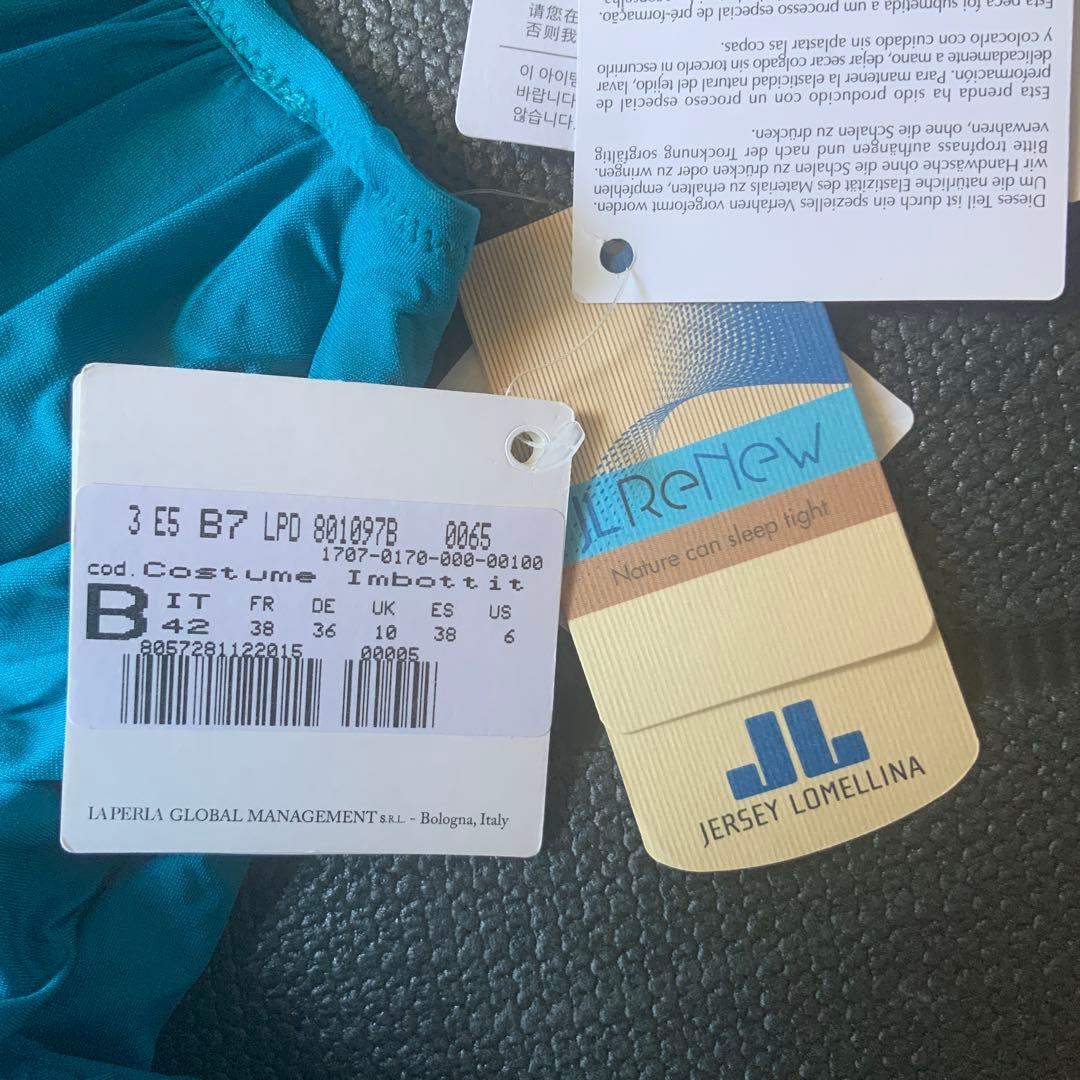 请您在
否则我
이 아이템
바랍니다
않습니다.
Esta peça foi submetida a um processo especial de pré-formação.
y colocarlo con cuidado sin aplastar las copas.
delicadamente a mano, dejar secar colgado sin torcerlo ni escurrirlo
preformación. Para mantener la elasticidad natural del tejido, lavar
Esta prenda ha sido producido con un proceso especial de
verwahren, ohne die Schalen zu drücken.
Bitte tropfnass aufhängen und nach der Trocknung sorgfältig
wir Handwäsche ohne die Schalen zu drücken oder zu wringen.
Um die natürliche Elastizität des Materials zu erhalten, empfehlen
Dieses Teil ist durch ein spezielles Verfahren vorgeformt worden.
JL ReNew
Nature can sleep tight
JL
JERSEY LOMELLINA
3 E5 B7 LPD 801097B 0065
1707-0170-000-00100
cod. Costume Imbottit
B IT FR DE UK ES US
42 38 36 10 38 6
8057281122015 00005
LA PERLA GLOBAL MANAGEMENT S.R.L. - Bologna, Italy